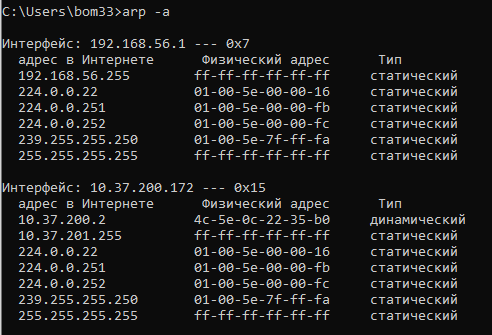 C:\Users\bom33>arp -a
Интерфейс: 192.168.56.1 --- 0x7
адрес в Интернете Физический адрес Тип
192.168.56.255 ff-ff-ff-ff-ff-ff статический
224.0.0.22 01-00-5e-00-00-16 статический
224.0.0.251 01-00-5e-00-00-fb статический
224.0.0.252 01-00-5e-00-00-fc статический
239.255.255.250 01-00-5e-7f-ff-fa статический
255.255.255.255 ff-ff-ff-ff-ff-ff статический
Интерфейс: 10.37.200.172 --- 0x15
адрес в Интернете Физический адрес Тип
10.37.200.2 4c-5e-0c-22-35-b0 динамический
10.37.201.255 ff-ff-ff-ff-ff-ff статический
224.0.0.22 01-00-5e-00-00-16 статический
224.0.0.251 01-00-5e-00-00-fb статический
224.0.0.252 01-00-5e-00-00-fc статический
239.255.255.250 01-00-5e-7f-ff-fa статический
255.255.255.255 ff-ff-ff-ff-ff-ff статический